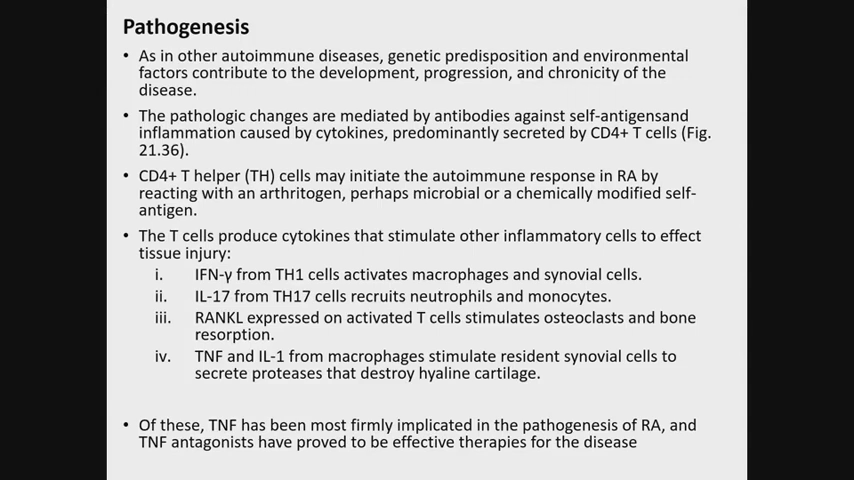 Pathogenesis
• As in other autoimmune diseases, genetic predisposition and environmental
factors contribute to the development, progression, and chronicity of the
disease.
• The pathologic changes are mediated by antibodies against self-antigensand
inflammation caused by cytokines, predominantly secreted by CD4+ T cells (Fig.
21.36).
• CD4+ T helper (TH) cells may initiate the autoimmune response in RA by
reacting with an arthritogen, perhaps microbial or a chemically modified self-
antigen.
• The T cells produce cytokines that stimulate other inflammatory cells to effect
tissue injury:
i. IFN-γ from TH1 cells activates macrophages and synovial cells.
ii. IL-17 from TH17 cells recruits neutrophils and monocytes.
iii. RANKL expressed on activated T cells stimulates osteoclasts and bone
resorption.
iv. TNF and IL-1 from macrophages stimulate resident synovial cells to
secrete proteases that destroy hyaline cartilage.
• Of these, TNF has been most firmly implicated in the pathogenesis of RA, and
TNF antagonists have proved to be effective therapies for the disease